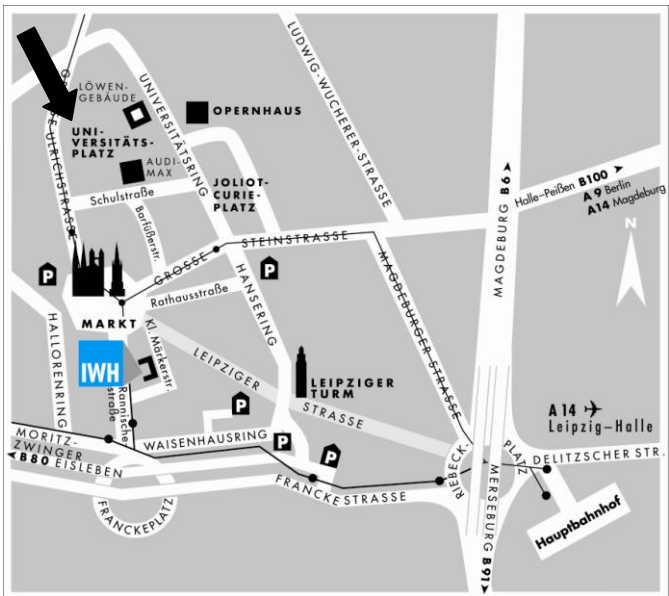 GROSSE ULRICHSTRASSE
LÖWEN-
GEBÄUDE
UNI-
VERSITÄTS-
PLATZ
AUDI-
MAX
UNIVERSITÄTSRING
OPERNHAUS
LUDWIG-WUCHERER-STRASSE
MAGDEBURG B6
Halle-Peißen B100
A 9 Berlin
A14 Magdeburg
N
JOLIOT-
CURIE-
PLATZ
Schulstraße
Barfüßerstr.
GROSSE STEINSTRASSE
P
P
Rathausstraße
HANSERING
MAGDEBURGER STRASSE
MARKT
HALLORENRING
IWH
Kl. Märkerstr.
LEIPZIGER STRASSE
LEIPZIGER
TURM
Rannische
straße
P
P
P
MORITZ-
ZWINGER
WAISENHAUSRING
B80 EISLEBEN
FRANCKESTRASSE
FRANCKEPLATZ
RIEBECK-
PLATZ
A 14
Leipzig-Halle
DELITZSCHER STR.
Hauptbahnhof
MERSEBURG B91